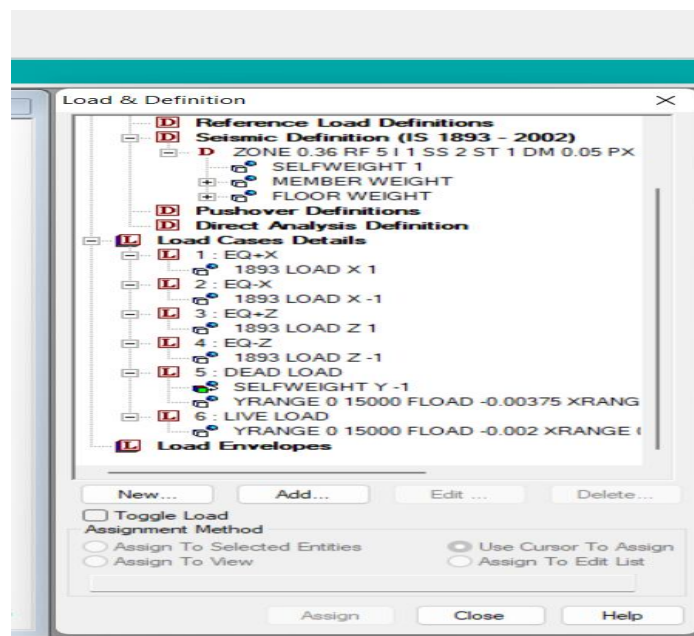 Load & Definition
Reference Load Definitions
Seismic Definition (IS 1893 - 2002)
ZONE 0.36 RF 5 I 1 SS 2 ST 1 DM 0.05 PX
SELFWEIGHT 1
MEMBER WEIGHT
FLOOR WEIGHT
Pushover Definitions
Direct Analysis Definition
Load Cases Details
1 : EQ+X
1893 LOAD X 1
2 : EQ-X
1893 LOAD X -1
3 : EQ+Z
1893 LOAD Z 1
4 : EQ-Z
1893 LOAD Z -1
5 : DEAD LOAD
SELFWEIGHT Y -1
YRANGE 0 15000 FLOAD -0.00375 XRANG
6 : LIVE LOAD
YRANGE 0 15000 FLOAD -0.002 XRANGE
Load Envelopes
New... Add... Edit ... Delete...
Toggle Load
Assignment Method
Assign To Selected Entities Use Cursor To Assign
Assign To View Assign To Edit List
Assign Close Help